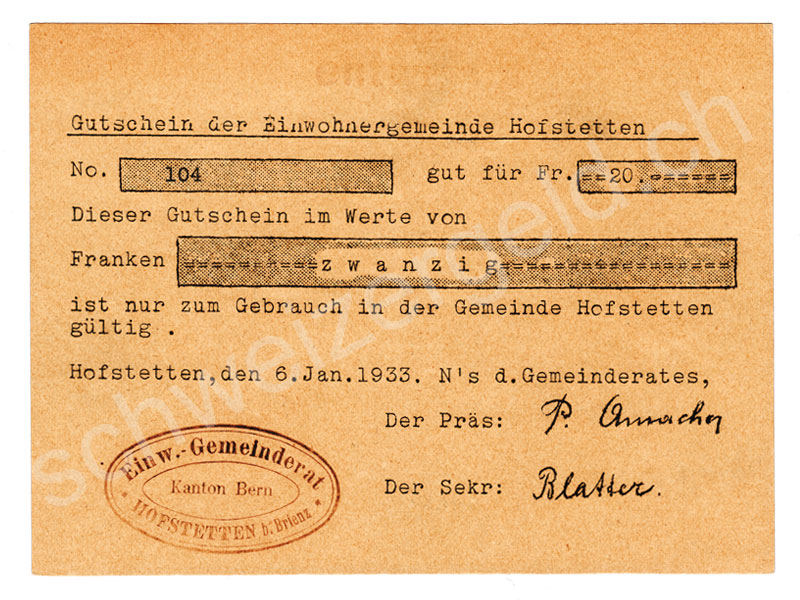 Gutschein der Einwohnergemeinde Hofstetten
No. 104 gut für Fr. ==20.-======
Dieser Gutschein im Werte von
Franken =========zwanzig================
ist nur zum Gebrauch in der Gemeinde Hofstetten
gültig .
Hofstetten,den 6.Jan.1933. N's d.Gemeinderates,
Der Präs: P. Amacher
Der Sekr: Blatter.
Einw.-Gemeinderat
Kanton Bern
* HOFSTETTEN b. Brienz *
schweizergeld.ch